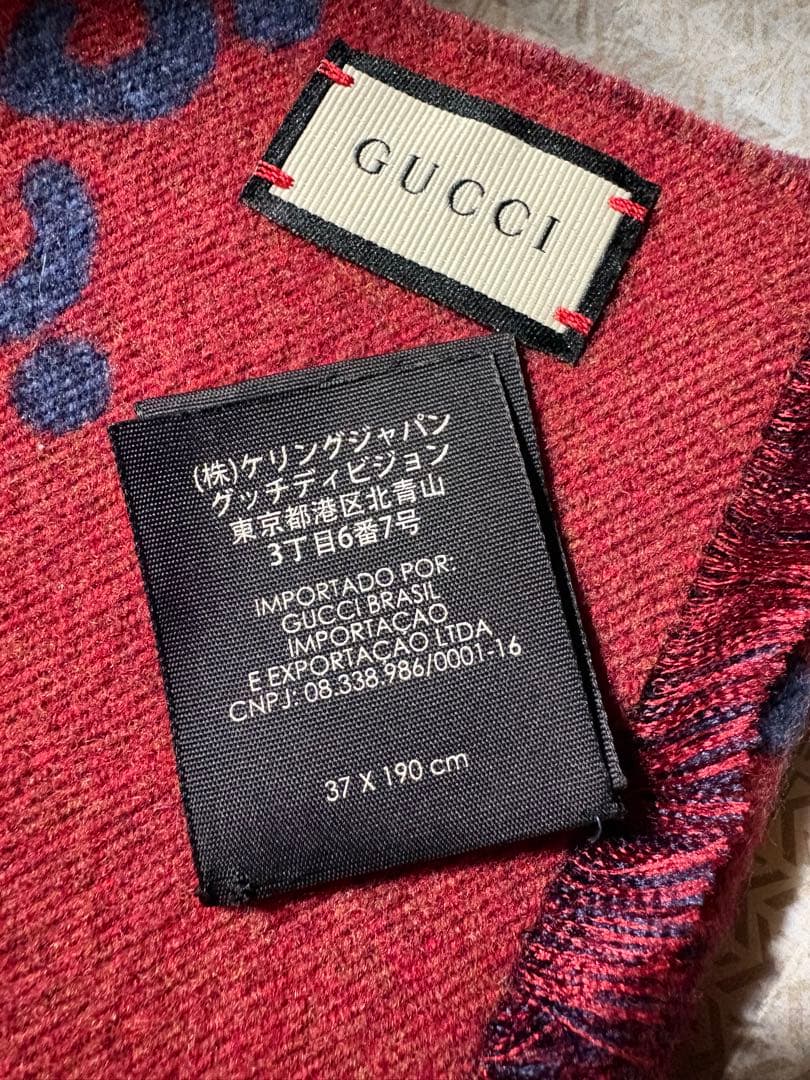 GUCCI
(株)ケリングジャパン
グッチディビジョン
東京都港区北青山
3丁目6番7号
IMPORTADO POR:
GUCCI BRASIL
IMPORTACAO
E EXPORTACAO LTDA
CNPJ: 08.338.986/0001-16
37 X 190 cm